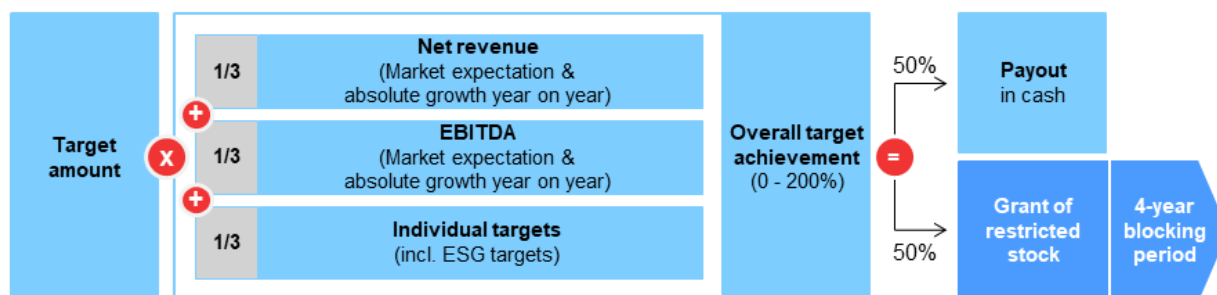 Target
amount
x
1/3
Net revenue
(Market expectation &
absolute growth year on year)
+
1/3
EBITDA
(Market expectation &
absolute growth year on year)
+
1/3
Individual targets
(incl. ESG targets)
Overall target
achievement
(0 - 200%)
=
50%
Payout
in cash
50%
Grant of
restricted
stock
4-year
blocking
period